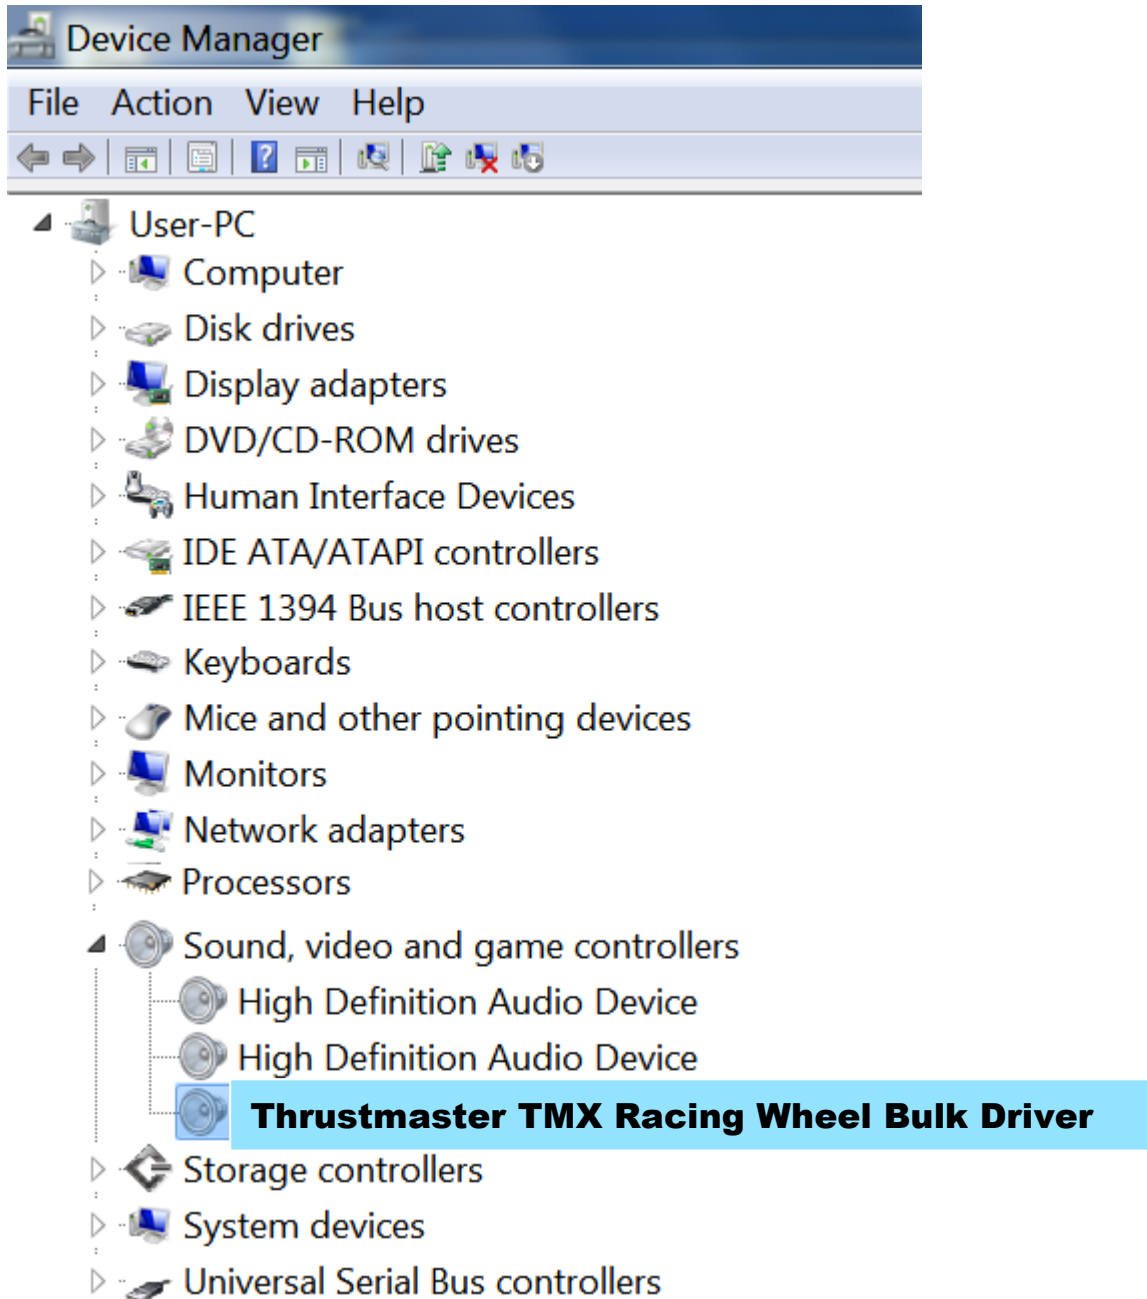 Device Manager
File Action View Help
User-PC
Computer
Disk drives
Display adapters
DVD/CD-ROM drives
Human Interface Devices
IDE ATA/ATAPI controllers
IEEE 1394 Bus host controllers
Keyboards
Mice and other pointing devices
Monitors
Network adapters
Processors
Sound, video and game controllers
High Definition Audio Device
High Definition Audio Device
Thrustmaster TMX Racing Wheel Bulk Driver
Storage controllers
System devices
Universal Serial Bus controllers